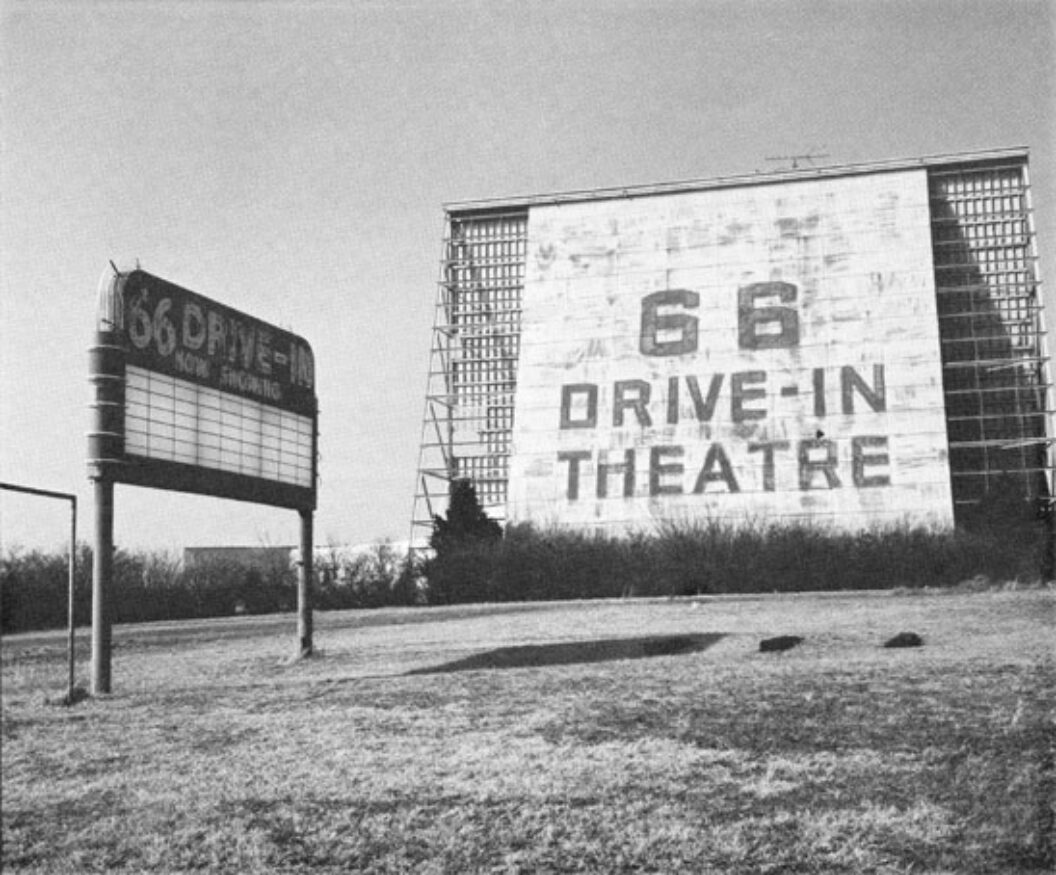 66 DRIVE-IN
NOW SHOWING
66
DRIVE-IN
THEATRE